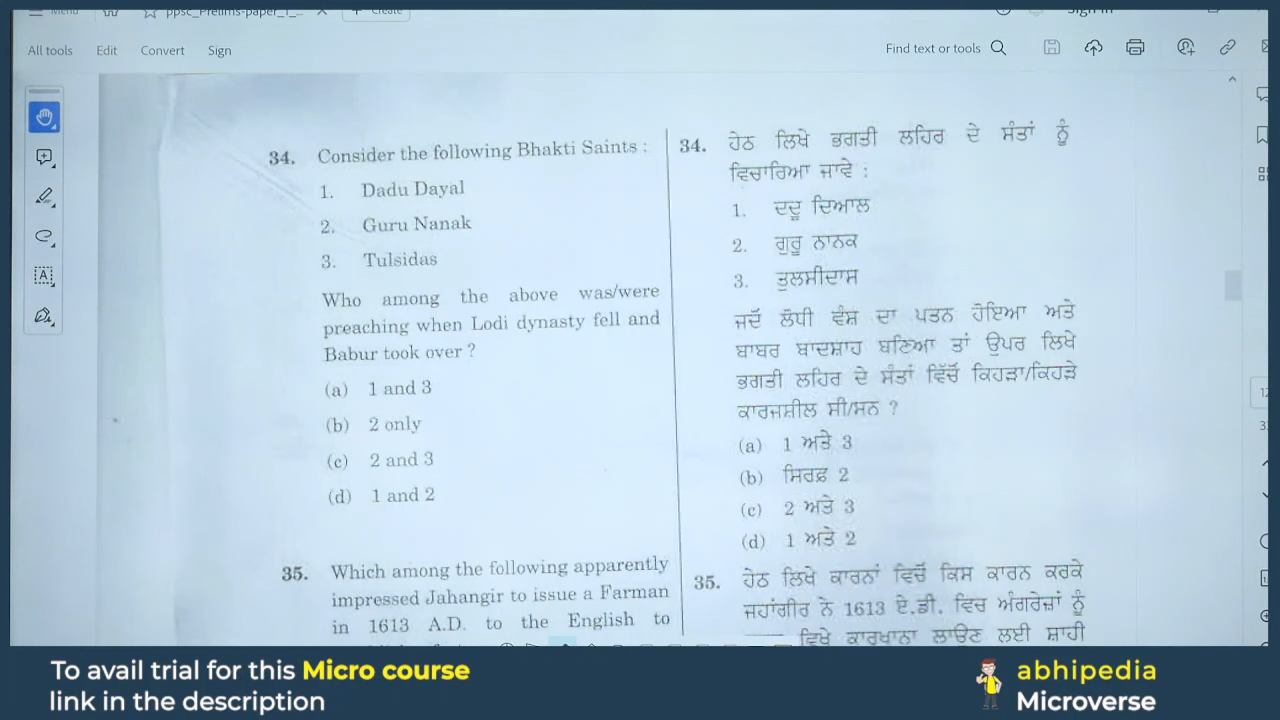 Menu
ppsc_Prelims-paper_1_...
+ Create
Sign in
All tools
Edit
Convert
Sign
Find text or tools
34. Consider the following Bhakti Saints :
1. Dadu Dayal
2. Guru Nanak
3. Tulsidas
Who among the above was/were
preaching when Lodi dynasty fell and
Babur took over ?
(a) 1 and 3
(b) 2 only
(c) 2 and 3
(d) 1 and 2
35. Which among the following apparently
impressed Jahangir to issue a Farman
in 1613 A.D. to the English to
34. ਹੇਠ ਲਿਖੇ ਭਗਤੀ ਲਹਿਰ ਦੇ ਸੰਤਾਂ ਨੂੰ
ਵਿਚਾਰਿਆ ਜਾਵੇ :
1. ਦਦੂ ਦਿਆਲ
2. ਗੁਰੂ ਨਾਨਕ
3. ਤੁਲਸੀਦਾਸ
ਜਦੋਂ ਲੋਧੀ ਵੰਸ਼ ਦਾ ਪਤਨ ਹੋਇਆ ਅਤੇ
ਬਾਬਰ ਬਾਦਸ਼ਾਹ ਬਣਿਆ ਤਾਂ ਉਪਰ ਲਿਖੇ
ਭਗਤੀ ਲਹਿਰ ਦੇ ਸੰਤਾਂ ਵਿੱਚੋਂ ਕਿਹੜਾ/ਕਿਹੜੇ
ਕਾਰਜਸ਼ੀਲ ਸੀ/ਸਨ ?
(a) 1 ਅਤੇ 3
(b) ਸਿਰਫ਼ 2
(c) 2 ਅਤੇ 3
(d) 1 ਅਤੇ 2
35. ਹੇਠ ਲਿਖੇ ਕਾਰਨਾਂ ਵਿਚੋਂ ਕਿਸ ਕਾਰਨ ਕਰਕੇ
ਜਹਾਂਗੀਰ ਨੇ 1613 ਏ.ਡੀ. ਵਿਚ ਅੰਗਰੇਜ਼ਾਂ ਨੂੰ
ਵਿਖੇ ਕਾਰਖਾਨਾ ਲਾਉਣ ਲਈ ਸ਼ਾਹੀ
To avail trial for this Micro course
link in the description
abhipedia
Microverse